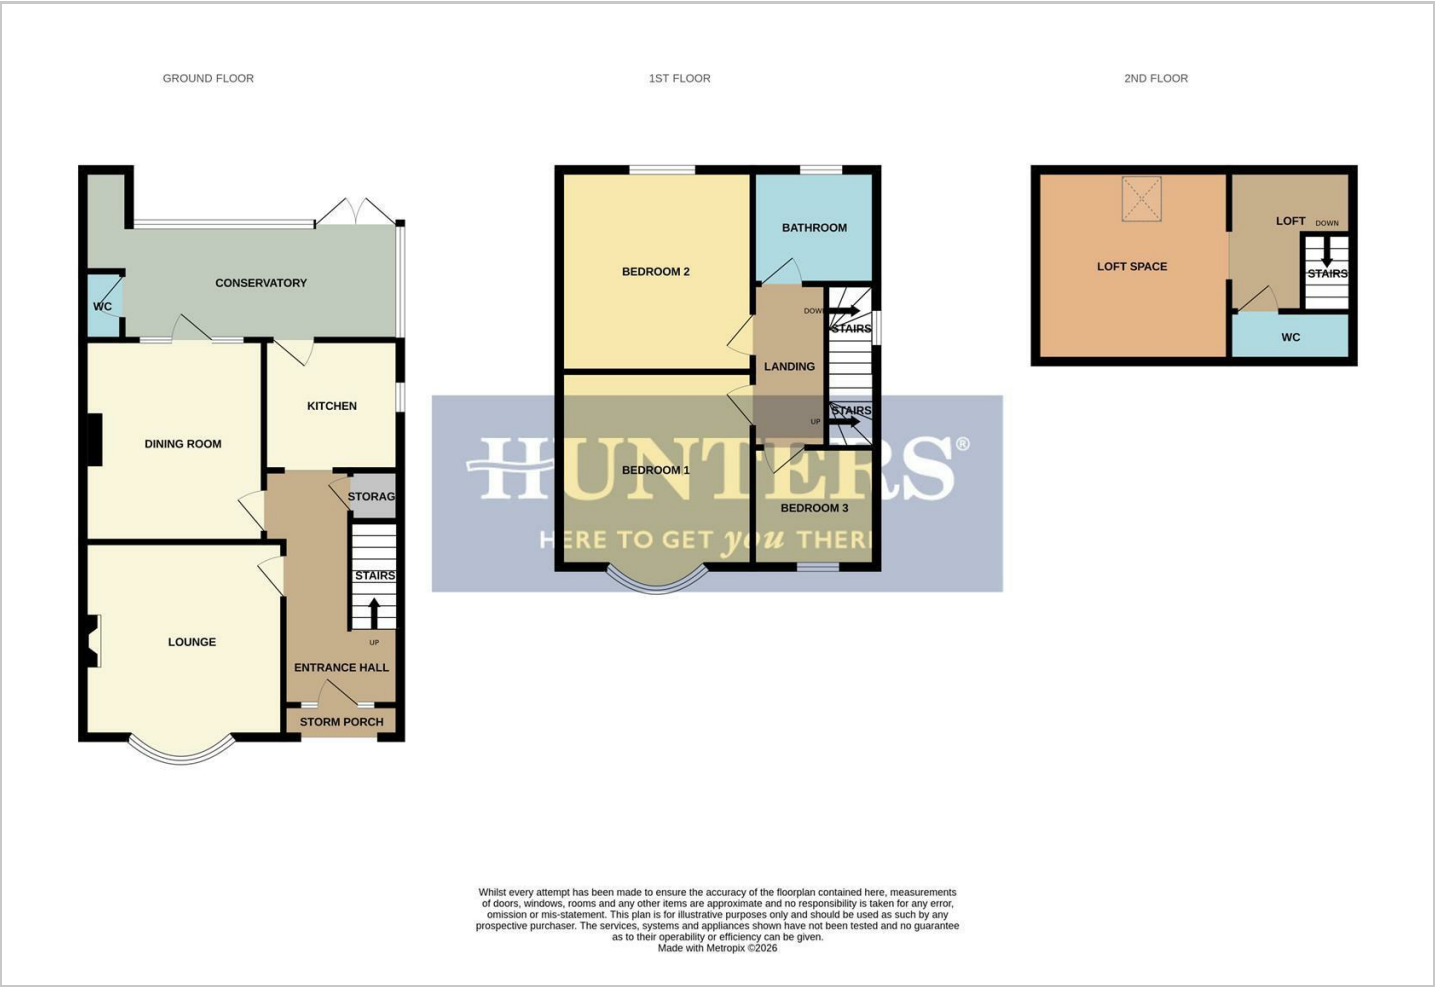 GROUND FLOOR
1ST FLOOR
2ND FLOOR
CONSERVATORY
WC
KITCHEN
DINING ROOM
STORAG
STAIRS
UP
LOUNGE
ENTRANCE HALL
STORM PORCH
BATHROOM
BEDROOM 2
DOWN
STAIRS
LANDING
STAIRS
UP
BEDROOM 1
BEDROOM 3
HUNTERS®
HERE TO GET you THERE
LOFT
DOWN
LOFT SPACE
STAIRS
WC
Whilst every attempt has been made to ensure the accuracy of the floorplan contained here, measurements
of doors, windows, rooms and any other items are approximate and no responsibility is taken for any error,
omission or mis-statement. This plan is for illustrative purposes only and should be used as such by any
prospective purchaser. The services, systems and appliances shown have not been tested and no guarantee
as to their operability or efficiency can be given.
Made with Metropix ©2026